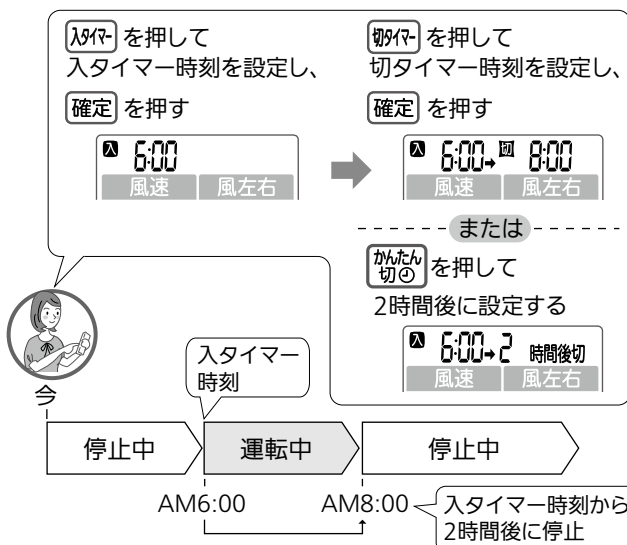 入タイマー を押して
入タイマー時刻を設定し、
確定 を押す
入 6:00
風速 風左右
切タイマー を押して
切タイマー時刻を設定し、
確定 を押す
入 6:00→切 8:00
風速 風左右
または
かんたん
切 を押して
2時間後に設定する
入 6:00→2 時間後切
風速 風左右
今
入タイマー
時刻
停止中 運転中 停止中
AM6:00 AM8:00
入タイマー時刻から
2時間後に停止